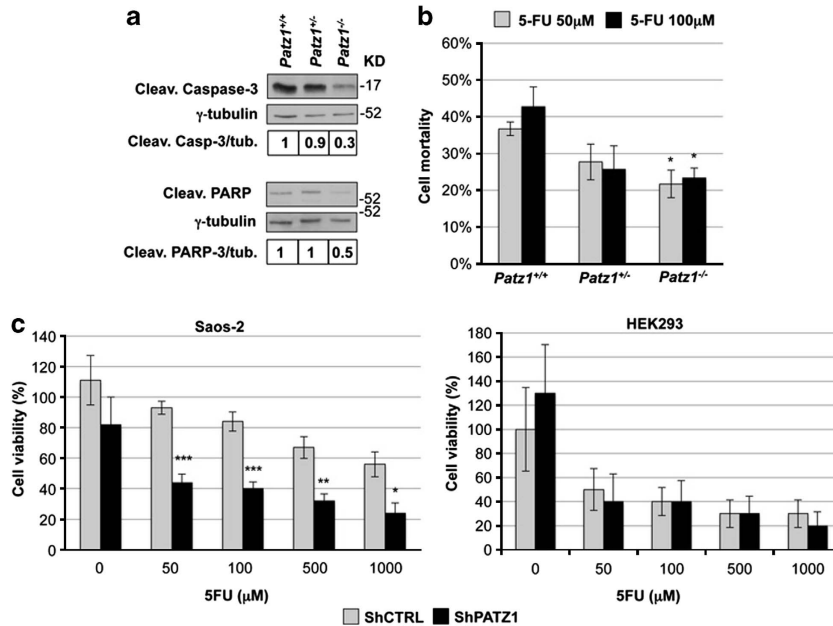 a
Patz1+/+ Patz1+/- Patz1-/- KD
Cleav. Caspase-3 -17
γ-tubulin -52
Cleav. Casp-3/tub. 1 0.9 0.3
Cleav. PARP -52
γ-tubulin -52
Cleav. PARP-3/tub. 1 1 0.5
b
5-FU 50µM 5-FU 100µM
Cell mortality
60%
50%
40%
30%
20%
10%
0%
* *
Patz1+/+ Patz1+/- Patz1-/-
c
Saos-2
Cell viability (%)
140
120
100
80
60
40
20
0
*** *** ** *
0 50 100 500 1000
5FU (µM)
HEK293
Cell viability (%)
180
160
140
120
100
80
60
40
20
0
0 50 100 500 1000
5FU (µM)
ShCTRL ShPATZ1